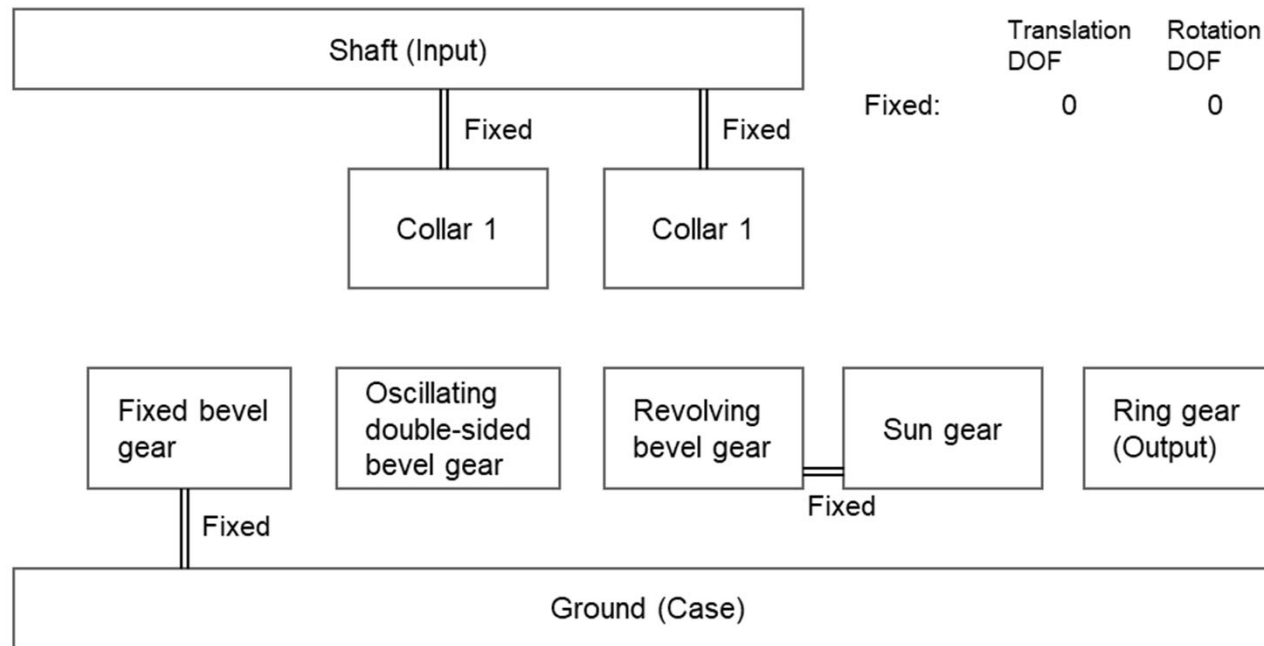 Shaft (Input)
Translation DOF
Rotation DOF
Fixed:
0
0
Fixed
Fixed
Collar 1
Collar 1
Fixed bevel
gear
Oscillating
double-sided
bevel gear
Revolving
bevel gear
Sun gear
Ring gear
(Output)
Fixed
Fixed
Ground (Case)